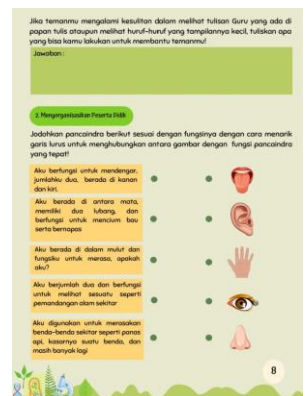 Jika temanmu mengalami kesulitan dalam melihat tulisan Guru yang ada di
papan tulis ataupun melihat huruf-huruf yang tampilannya kecil, tuliskan apa
yang bisa kamu lakukan untuk membantu temanmu!
Jawaban :
2. Mengorganisasikan Peserta Didik
Jodohkan pancaindra berikut sesuai dengan fungsinya dengan cara menarik
garis lurus untuk menghubungkan antara gambar dengan fungsi pancaindra
yang tepat!
Aku berfungsi untuk mendengar,
jumlahku dua, berada di kanan
dan kiri.
Aku berada di antara mata,
memiliki dua lubang, dan
berfungsi untuk mencium bau
serta bernapas
Aku berada di dalam mulut dan
fungsiku untuk merasa, apakah
aku?
Aku berjumlah dua dan berfungsi
untuk melihat sesuatu seperti
pemandangan alam sekitar
Aku digunakan untuk merasakan
benda-benda sekitar seperti panas
api, kasarnya suatu benda, dan
masih banyak lagi
8